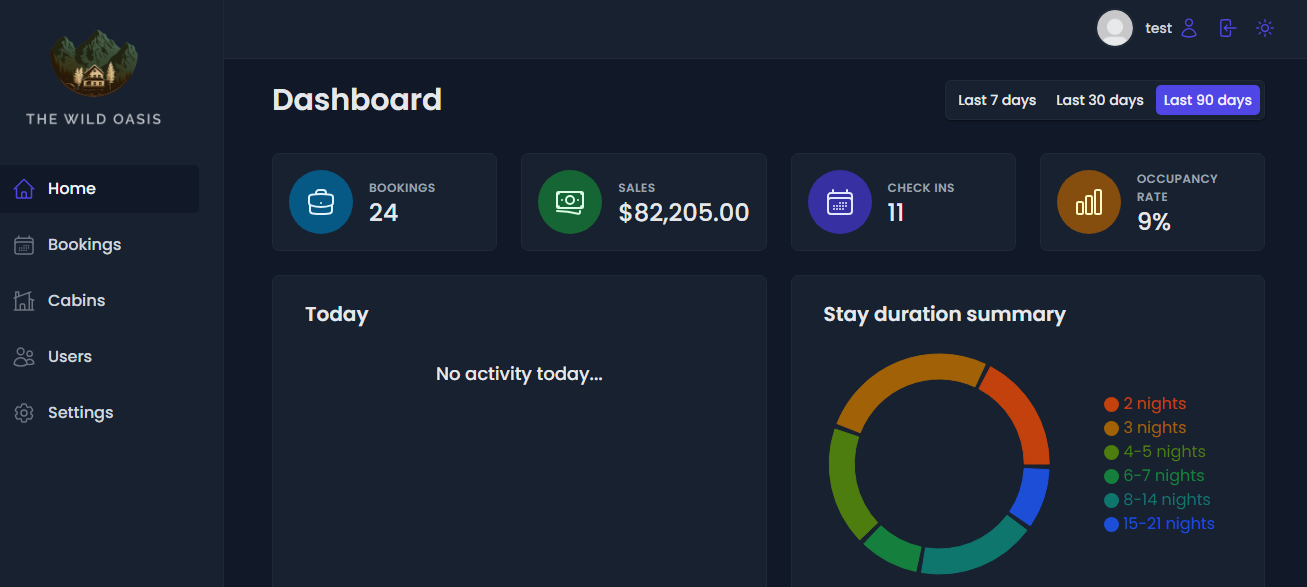 THE WILD OASIS
Home
Bookings
Cabins
Users
Settings
test
Dashboard
Last 7 days Last 30 days Last 90 days
BOOKINGS
24
SALES
$82,205.00
CHECK INS
11
OCCUPANCY
RATE
9%
Today
No activity today...
Stay duration summary
2 nights
3 nights
4-5 nights
6-7 nights
8-14 nights
15-21 nights